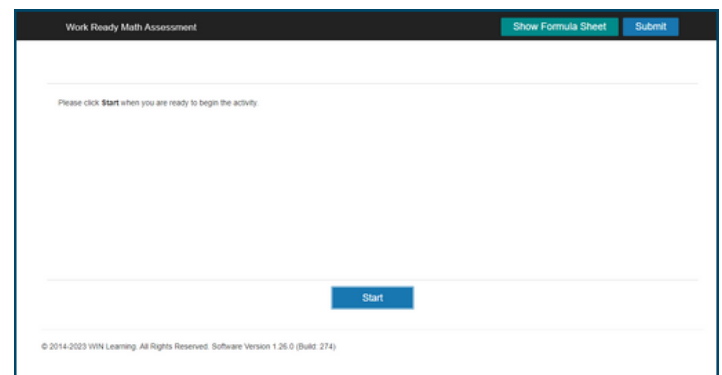 Work Ready Math Assessment Show Formula Sheet Submit
Please click Start when you are ready to begin the activity.
Start
© 2014-2023 WIN Learning. All Rights Reserved. Software Version 1.26.0 (Build: 274)